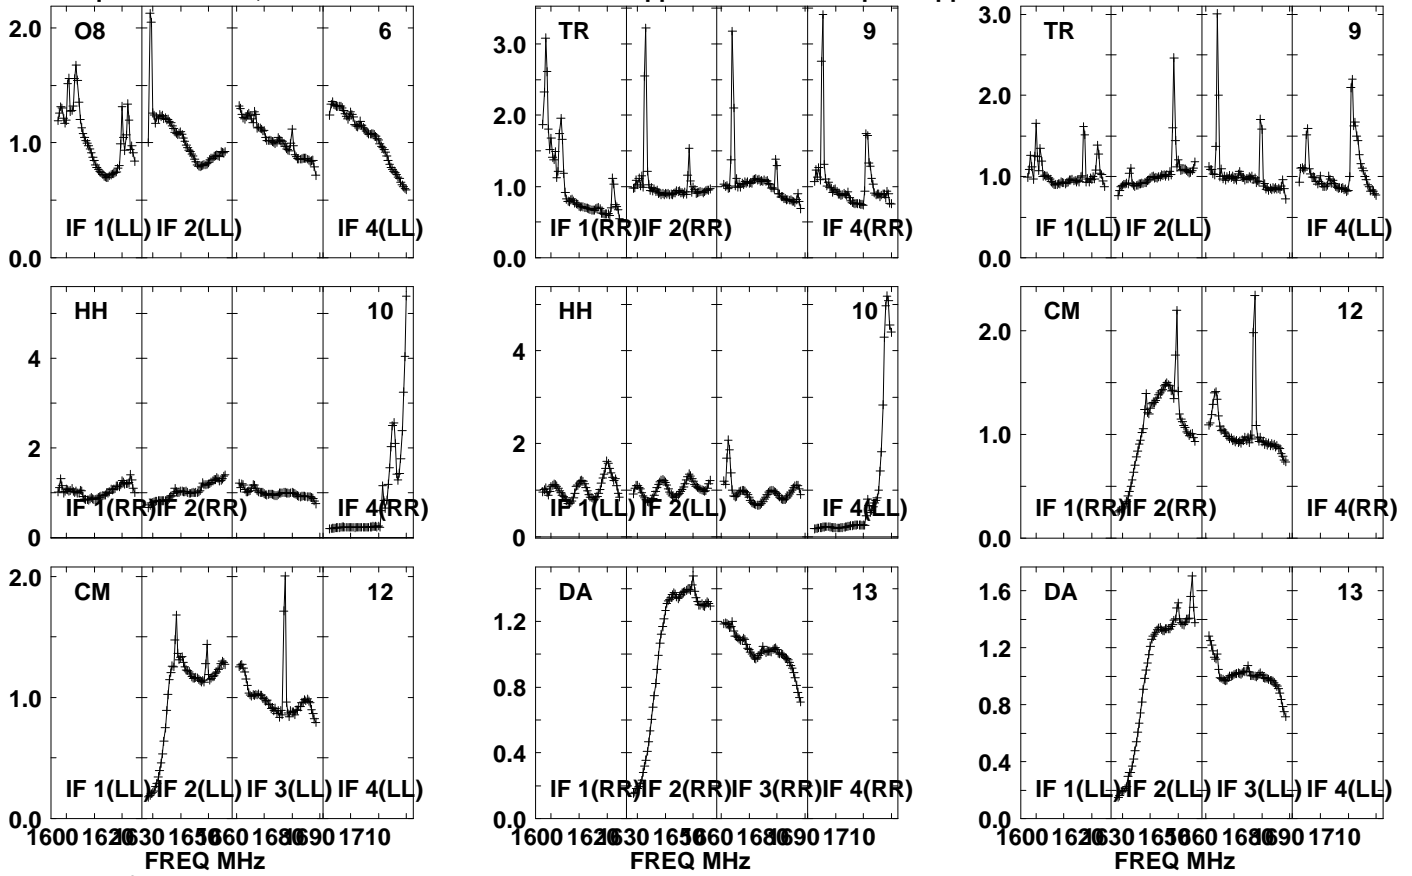 O8 6 TR 9 TR 9
2.0 3.0 3.0
2.0 2.0
1.0 1.0 1.0
IF 1(LL) IF 2(LL) IF 4(LL) IF 1(RR) IF 2(RR) IF 4(RR) IF 1(LL) IF 2(LL) IF 4(LL)
0.0 0.0 0.0
HH 10 HH 10 CM 12
4 4 2.0
2 2 1.0
IF 1(RR) IF 2(RR) IF 4(RR) IF 1(LL) IF 2(LL) IF 4(LL) IF 1(RR) IF 2(RR) IF 4(RR)
0 0 0.0
CM 12 DA 13 DA 13
2.0 1.2 1.6
1.2
1.0 0.8 0.8
0.4 0.4
IF 1(LL) IF 2(LL) IF 3(LL) IF 4(LL) IF 1(RR) IF 2(RR) IF 3(RR) IF 4(RR) IF 1(LL) IF 2(LL) IF 3(LL) IF 4(LL)
0.0 0.0 0.0
1600 1620 1630 1650 1660 1680 1690 1710 1600 1620 1630 1650 1660 1680 1690 1710 1600 1620 1630 1650 1660 1680 1690 1710
FREQ MHz FREQ MHz FREQ MHz